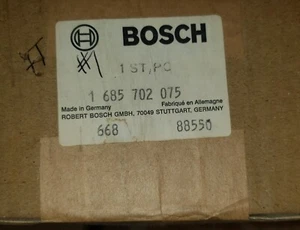 BOSCH
#1
1 ST,PC
1 685 702 075
Made in Germany Fabriqué en Allemagne
ROBERT BOSCH GMBH, 70049 STUTTGART, GERMANY
668 88550